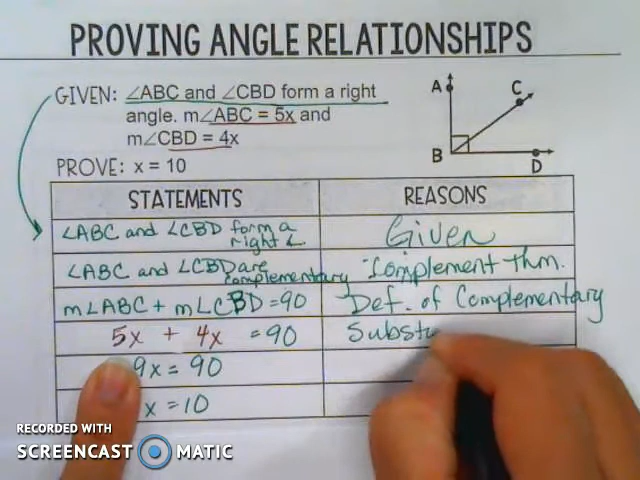 PROVING ANGLE RELATIONSHIPS
GIVEN: ∠ABC and ∠CBD form a right
angle. m∠ABC = 5x and
m∠CBD = 4x
PROVE: x = 10
A
C
B
D
STATEMENTS REASONS
∠ABC and ∠CBD form a right ∠. Given
∠ABC and ∠CBD are complementary Complement Thm.
m∠ABC + m∠CBD = 90 Def. of Complementary
5x + 4x = 90
9x = 90
x = 10
RECORDED WITH
SCREENCAST MATIC